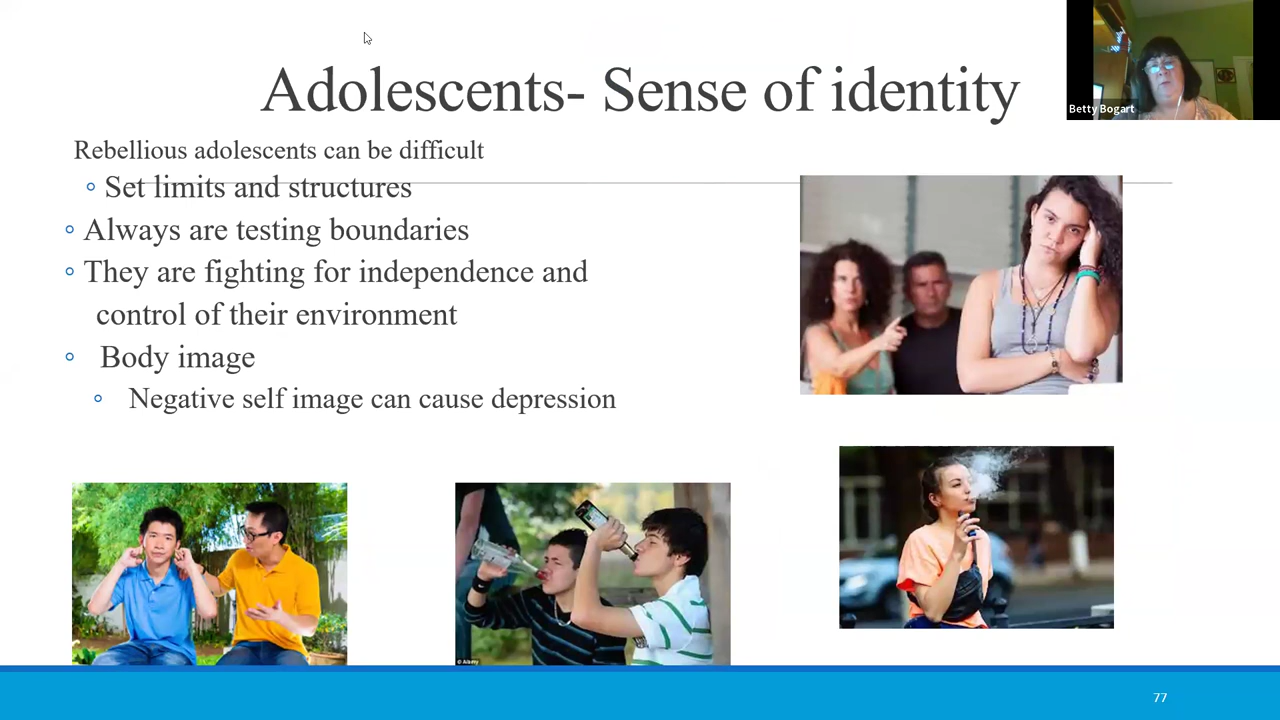 Adolescents- Sense of identity
Betty Bogart
Rebellious adolescents can be difficult
◦ Set limits and structures
◦ Always are testing boundaries
◦ They are fighting for independence and
control of their environment
◦ Body image
◦ Negative self image can cause depression
© Alamy
77